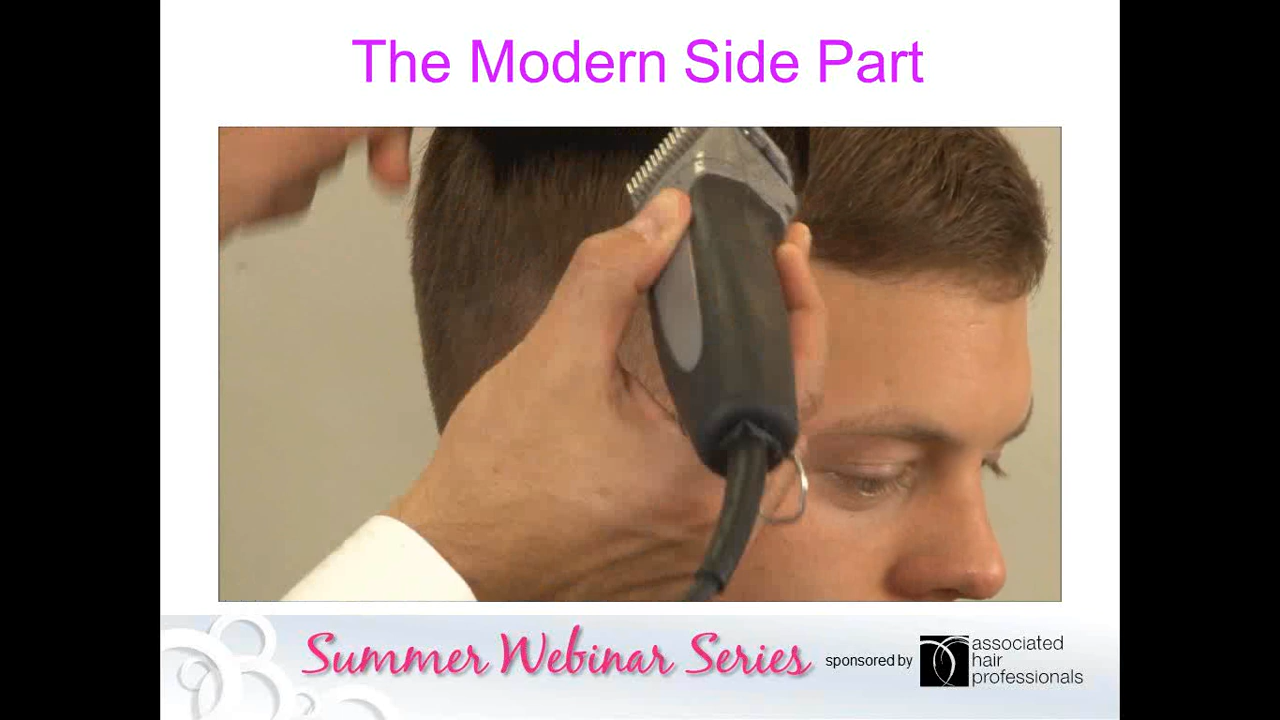 The Modern Side Part
Summer Webinar Series
sponsored by
associated
hair
professionals